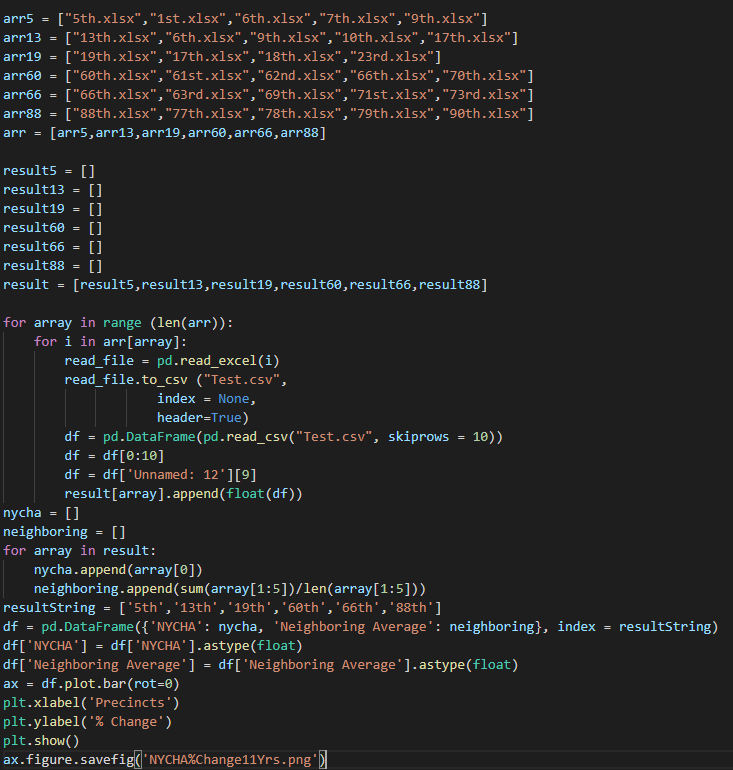 arr5 = ["5th.xlsx","1st.xlsx","6th.xlsx","7th.xlsx","9th.xlsx"]
arr13 = ["13th.xlsx","6th.xlsx","9th.xlsx","10th.xlsx","17th.xlsx"]
arr19 = ["19th.xlsx","17th.xlsx","18th.xlsx","23rd.xlsx"]
arr60 = ["60th.xlsx","61st.xlsx","62nd.xlsx","66th.xlsx","70th.xlsx"]
arr66 = ["66th.xlsx","63rd.xlsx","69th.xlsx","71st.xlsx","73rd.xlsx"]
arr88 = ["88th.xlsx","77th.xlsx","78th.xlsx","79th.xlsx","90th.xlsx"]
arr = [arr5,arr13,arr19,arr60,arr66,arr88]

result5 = []
result13 = []
result19 = []
result60 = []
result66 = []
result88 = []
result = [result5,result13,result19,result60,result66,result88]

for array in range (len(arr)):
    for i in arr[array]:
        read_file = pd.read_excel(i)
        read_file.to_csv ("Test.csv",
                    index = None,
                    header=True)
        df = pd.DataFrame(pd.read_csv("Test.csv", skiprows = 10))
        df = df[0:10]
        df = df['Unnamed: 12'][9]
        result[array].append(float(df))
nycha = []
neighboring = []
for array in result:
    nycha.append(array[0])
    neighboring.append(sum(array[1:5])/len(array[1:5]))
resultString = ['5th','13th','19th','60th','66th','88th']
df = pd.DataFrame({'NYCHA': nycha, 'Neighboring Average': neighboring}, index = resultString)
df['NYCHA'] = df['NYCHA'].astype(float)
df['Neighboring Average'] = df['Neighboring Average'].astype(float)
ax = df.plot.bar(rot=0)
plt.xlabel('Precincts')
plt.ylabel('% Change')
plt.show()
ax.figure.savefig('NYCHA%Change11Yrs.png')